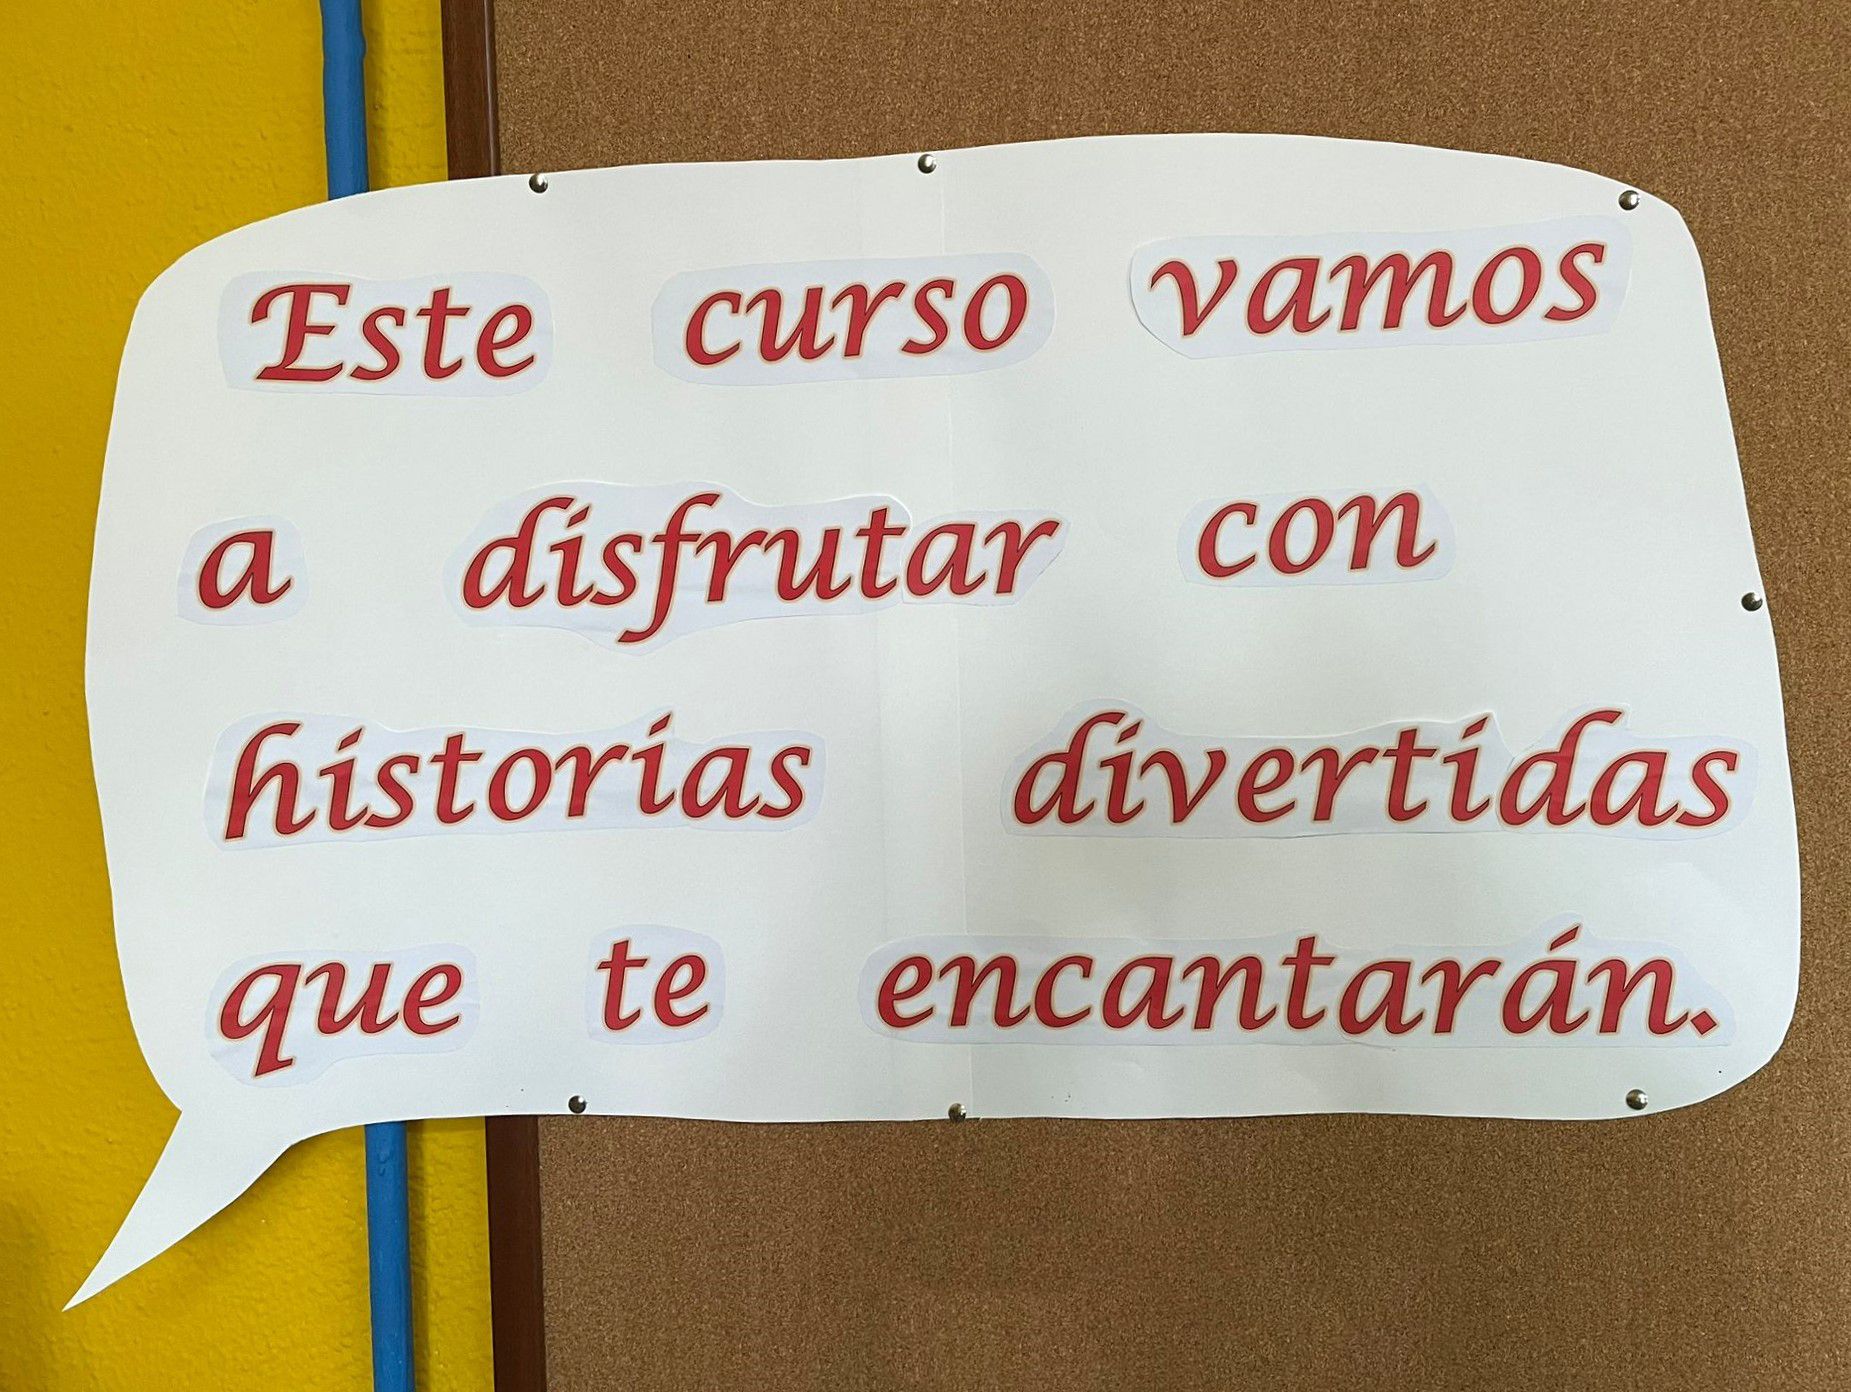 Este curso vamos
a disfrutar con
historias divertidas
que te encantarán.